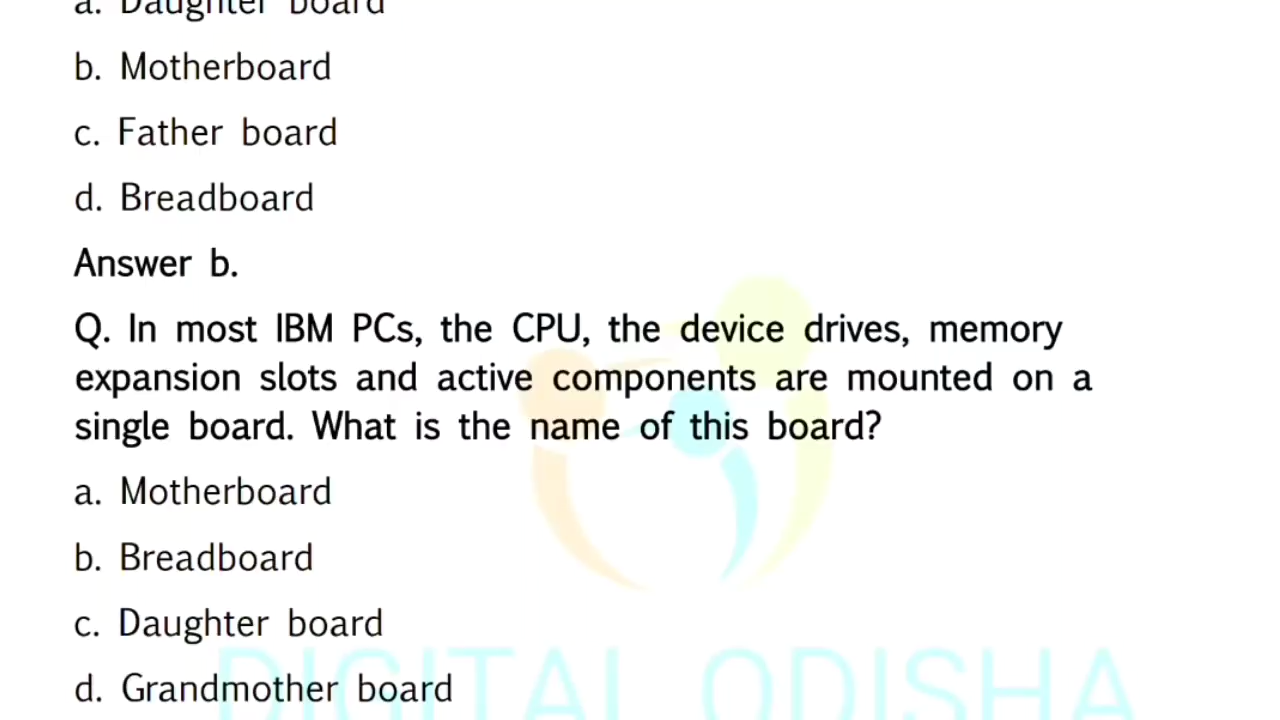 a. Daughter board
b. Motherboard
c. Father board
d. Breadboard
Answer b.
Q. In most IBM PCs, the CPU, the device drives, memory
expansion slots and active components are mounted on a
single board. What is the name of this board?
a. Motherboard
b. Breadboard
c. Daughter board
d. Grandmother board
DIGITAL ODISHA